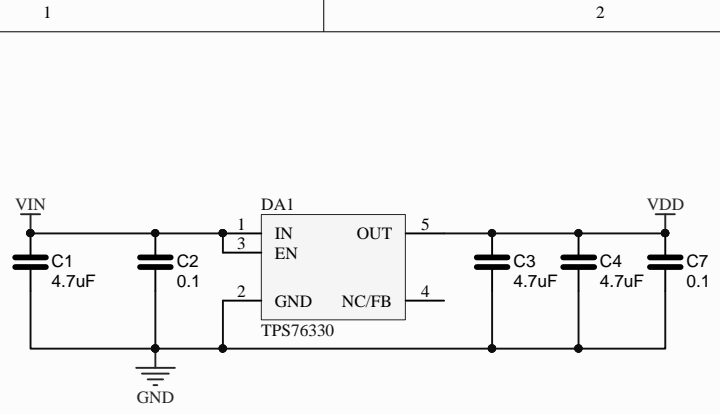 1 2
VIN DA1 VDD
1 IN OUT 5
3 EN
C1 C2 C3 C4 C7
4.7uF 0.1 4.7uF 4.7uF 0.1
2 GND NC/FB 4
TPS76330
GND